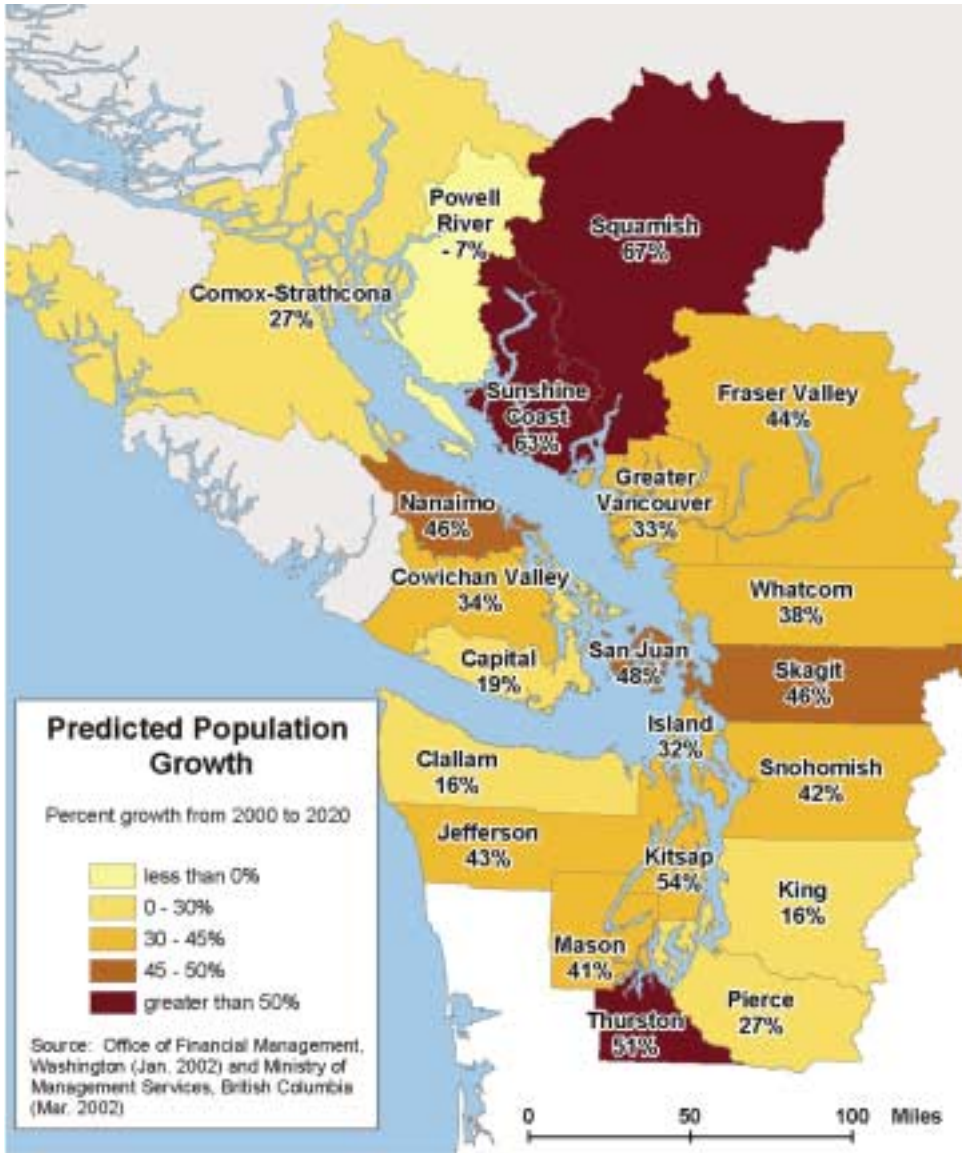 Powell
River
- 7%
Squamish
67%
Comox-Strathcona
27%
Sunshine
Coast
63%
Fraser Valley
44%
Greater
Vancouver
33%
Nanaimo
46%
Cowichan Valley
34%
Whatcom
38%
Capital
19%
San Juan
48%
Skagit
46%
Island
32%
Clallam
16%
Snohomish
42%
Jefferson
43%
Kitsap
54%
King
16%
Mason
41%
Pierce
27%
Thurston
51%
Predicted Population
Growth
Percent growth from 2000 to 2020
less than 0%
0 - 30%
30 - 45%
45 - 50%
greater than 50%
Source: Office of Financial Management,
Washington (Jan. 2002) and Ministry of
Management Services, British Columbia
(Mar. 2002)
0 50 100 Miles